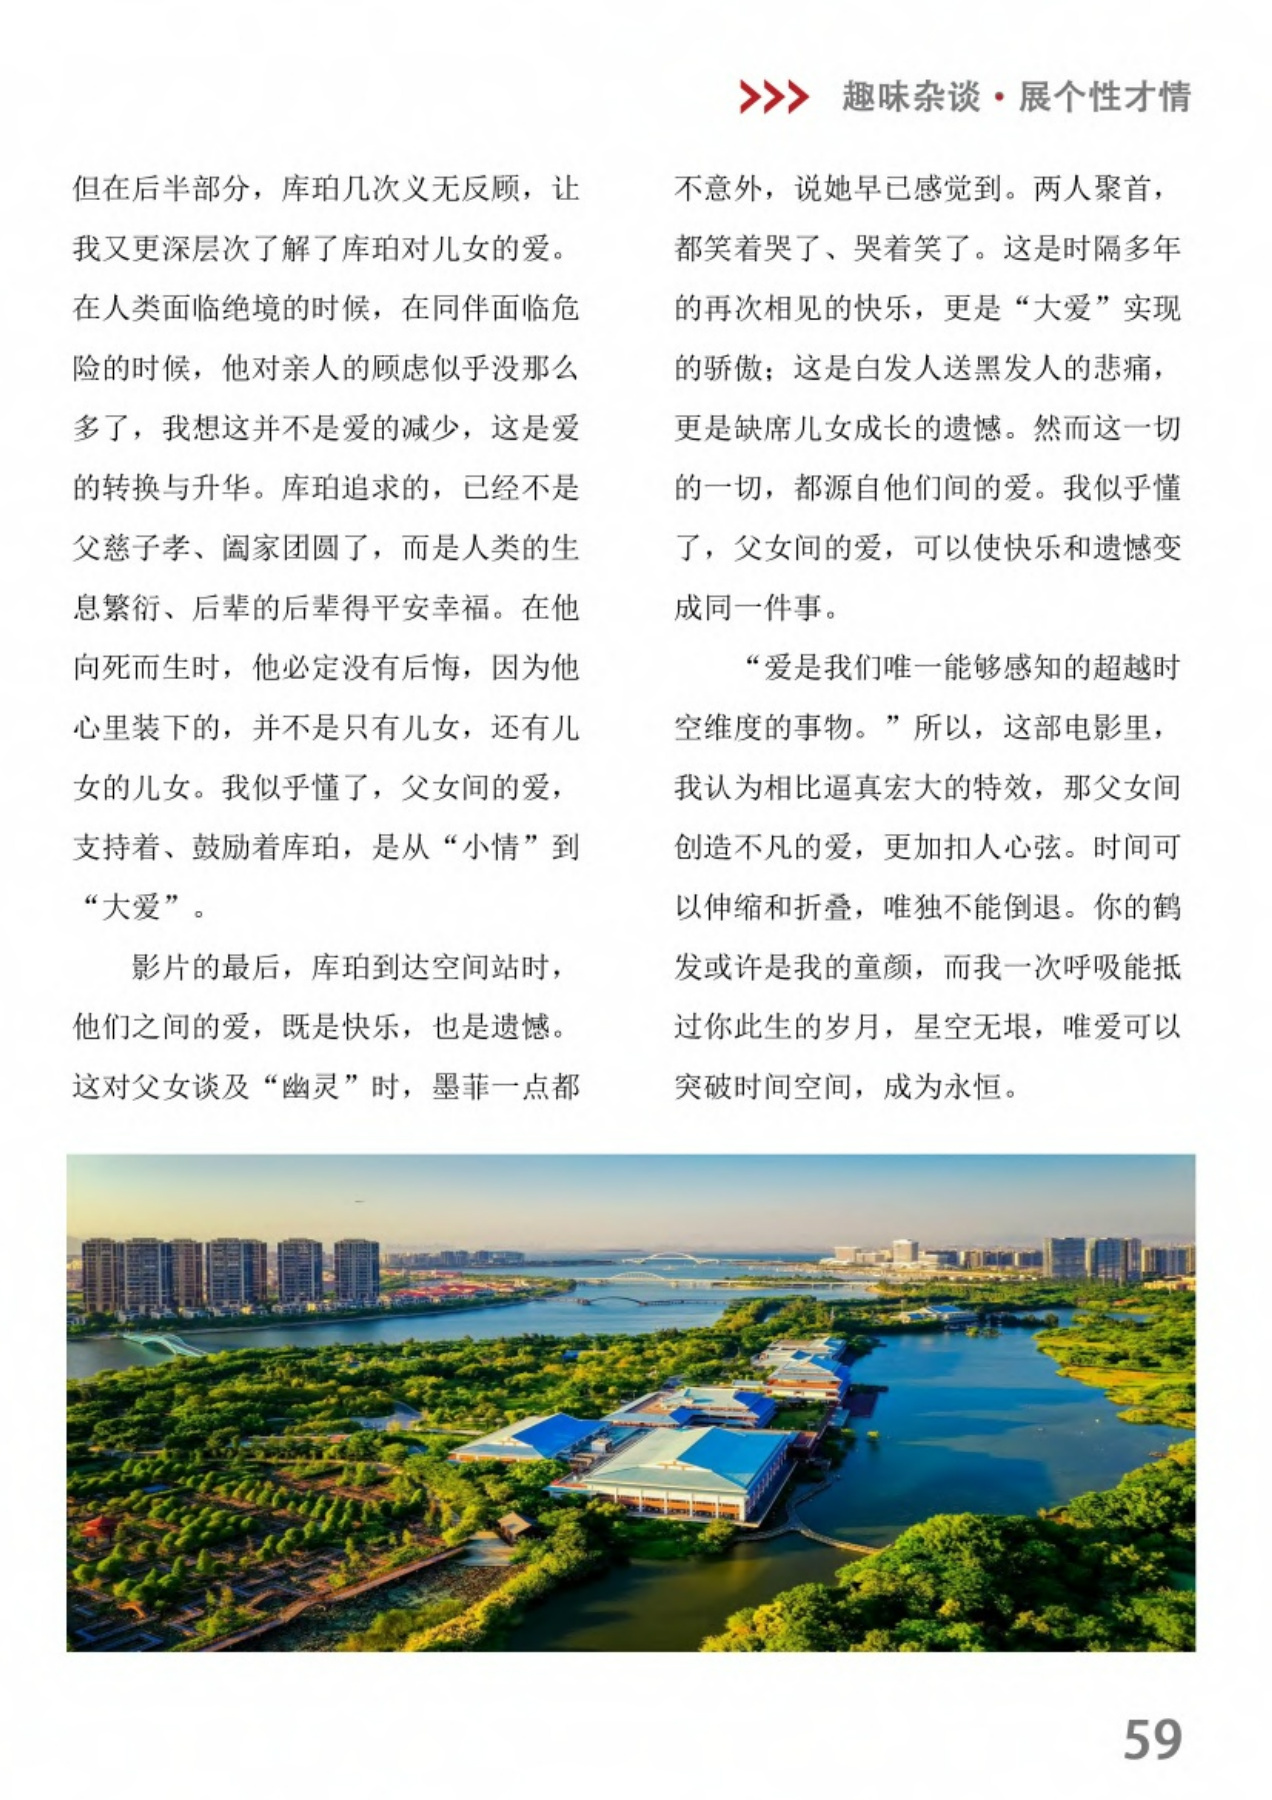 趣味杂谈·展个性才情
但在后半部分，库珀几次义无反顾，让
我又更深层次了解了库珀对儿女的爱。
在人类面临绝境的时候，在同伴面临危
险的时候，他对亲人的顾虑似乎没那么
多了，我想这并不是爱的减少，这是爱
的转换与升华。库珀追求的，已经不是
父慈子孝、阖家团圆了，而是人类的生
息繁衍、后辈的后辈得平安幸福。在他
向死而生时，他必定没有后悔，因为他
心里装下的，并不是只有儿女，还有儿
女的儿女。我似乎懂了，父女间的爱，
支持着、鼓励着库珀，是从“小情”到
“大爱”。
影片的最后，库珀到达空间站时，
他们之间的爱，既是快乐，也是遗憾。
这对父女谈及“幽灵”时，墨菲一点都
不意外，说她早已感觉到。两人聚首，
都笑着哭了、哭着笑了。这是时隔多年
的再次相见的快乐，更是“大爱”实现
的骄傲；这是白发人送黑发人的悲痛，
更是缺席儿女成长的遗憾。然而这一切
的一切，都源自他们间的爱。我似乎懂
了，父女间的爱，可以使快乐和遗憾变
成同一件事。
“爱是我们唯一能够感知的超越时
空维度的事物。”所以，这部电影里，
我认为相比逼真宏大的特效，那父女间
创造不凡的爱，更加扣人心弦。时间可
以伸缩和折叠，唯独不能倒退。你的鹤
发或许是我的童颜，而我一次呼吸能抵
过你此生的岁月，星空无垠，唯爱可以
突破时间空间，成为永恒。
59